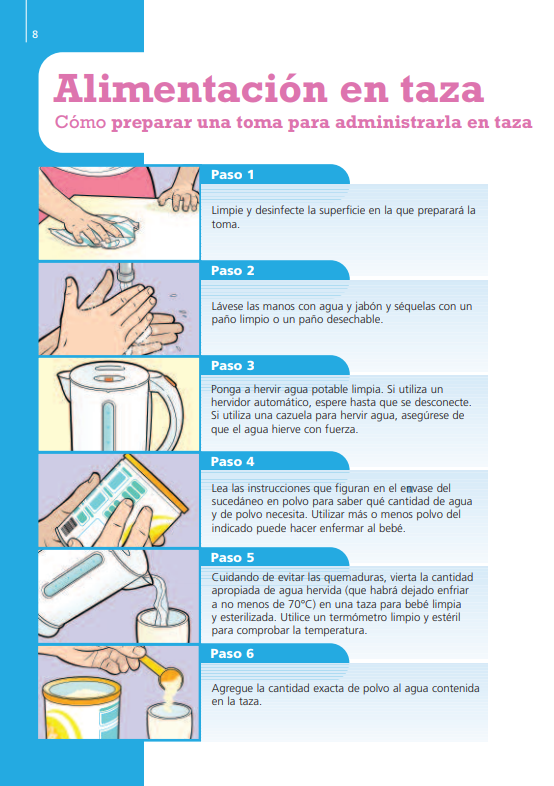 8
Alimentación en taza
Cómo preparar una toma para administrarla en taza
Paso 1
Limpie y desinfecte la superficie en la que preparará la
toma.
Paso 2
Lávese las manos con agua y jabón y séquelas con un
paño limpio o un paño desechable.
Paso 3
Ponga a hervir agua potable limpia. Si utiliza un
hervidor automático, espere hasta que se desconecte.
Si utiliza una cazuela para hervir agua, asegúrese de
que el agua hierve con fuerza.
Paso 4
Lea las instrucciones que figuran en el envase del
sucedáneo en polvo para saber qué cantidad de agua
y de polvo necesita. Utilizar más o menos polvo del
indicado puede hacer enfermar al bebé.
Paso 5
Cuidando de evitar las quemaduras, vierta la cantidad
apropiada de agua hervida (que habrá dejado enfriar
a no menos de 70ºC) en una taza para bebé limpia
y esterilizada. Utilice un termómetro limpio y estéril
para comprobar la temperatura.
Paso 6
Agregue la cantidad exacta de polvo al agua contenida
en la taza.